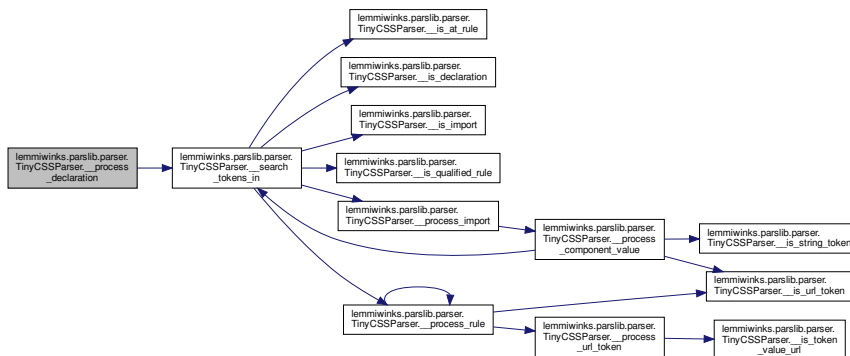 lemmiwinks.parslib.parser.
TinyCSSParser.__process
_declaration
lemmiwinks.parslib.parser.
TinyCSSParser.__search
_tokens_in
lemmiwinks.parslib.parser.
TinyCSSParser.__is_at_rule
lemmiwinks.parslib.parser.
TinyCSSParser.__is_declaration
lemmiwinks.parslib.parser.
TinyCSSParser.__is_import
lemmiwinks.parslib.parser.
TinyCSSParser.__is_qualified_rule
lemmiwinks.parslib.parser.
TinyCSSParser.__process_import
lemmiwinks.parslib.parser.
TinyCSSParser.__process_rule
lemmiwinks.parslib.parser.
TinyCSSParser.__process
_component_value
lemmiwinks.parslib.parser.
TinyCSSParser.__process
_url_token
lemmiwinks.parslib.parser.
TinyCSSParser.__is_string_token
lemmiwinks.parslib.parser.
TinyCSSParser.__is_url_token
lemmiwinks.parslib.parser.
TinyCSSParser.__is_token
_value_url